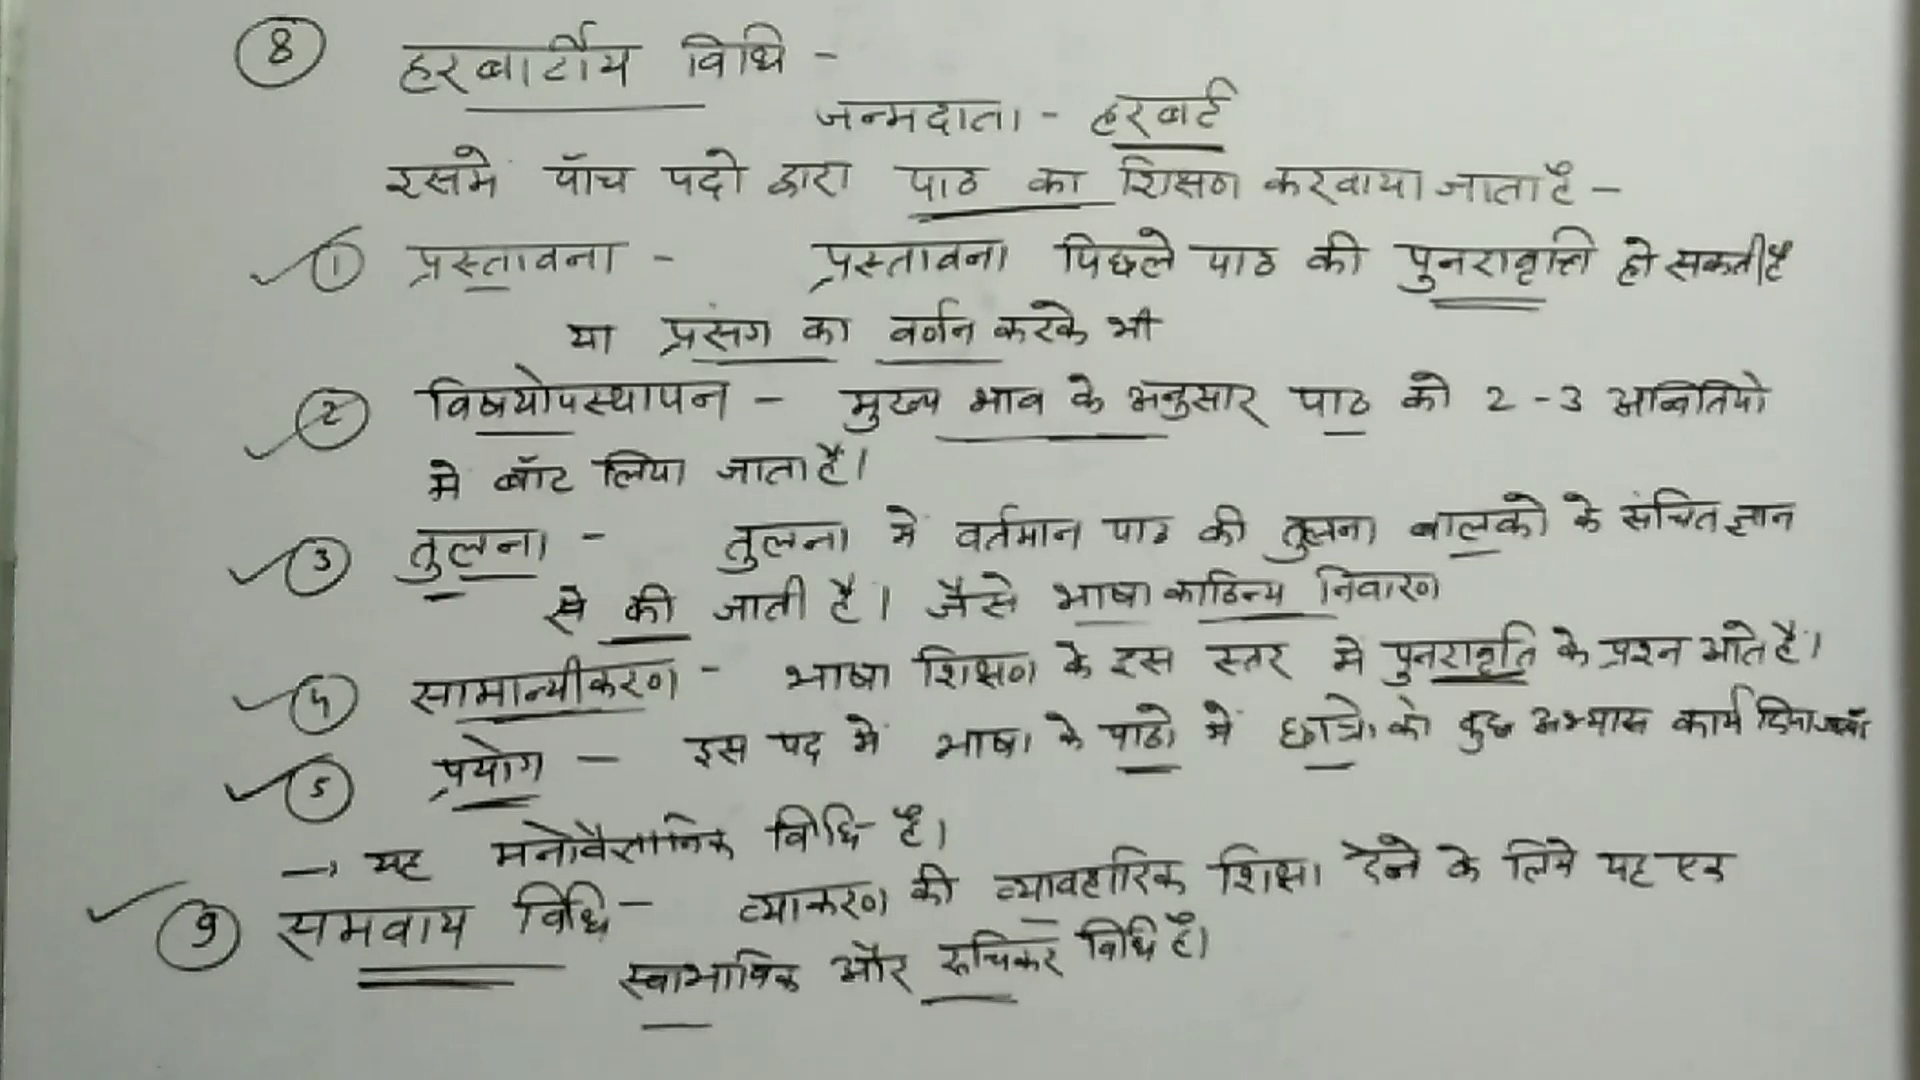 8 हरबार्टीय विधि -
जन्मदाता - हरबर्ट
इसमे पाँच पदो द्वारा पाठ का शिक्षण करवाया जाता है -
1 प्रस्तावना - प्रस्तावना पिछले पाठ की पुनरावृत्ति हो सकती है
या प्रसंग का वर्णन करके भी
2 विषयोपस्थापन - मुख्य भाव के अनुसार पाठ को 2-3 अन्वितियो
मे बाँट लिया जाता है।
3 तुलना - तुलना मे वर्तमान पाठ की तुलना बालको के संचित ज्ञान
से की जाती है। जैसे भाषा काठिन्य निवारण
4 सामान्यीकरण - भाषा शिक्षण के इस स्तर मे पुनरावृति के प्रश्न आते है।
5 प्रयोग - इस पद में भाषा के पाठो में छात्रो को कुछ अभ्यास कार्य दिया
→ यह मनोवैज्ञानिक विधि है।
9 समवाय विधि - व्याकरण की व्यावहारिक शिक्षा देने के लिये यह एक
स्वाभाविक और रूचिकर विधि है।